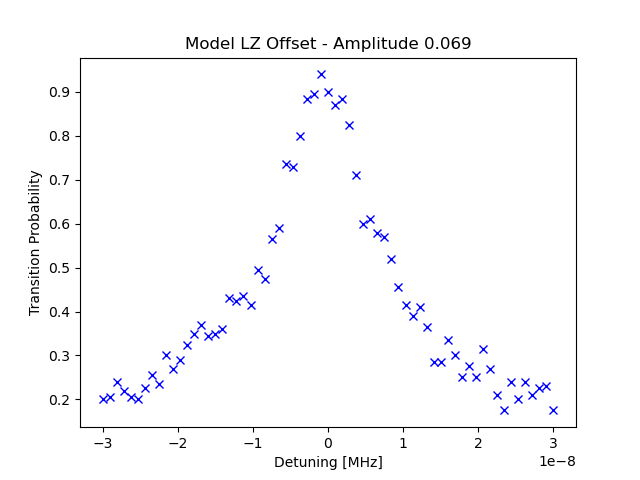 Model LZ Offset - Amplitude 0.069
Transition Probability
0.9
0.8
0.7
0.6
0.5
0.4
0.3
0.2
−3 −2 −1 0 1 2 3
1e−8
Detuning [MHz]